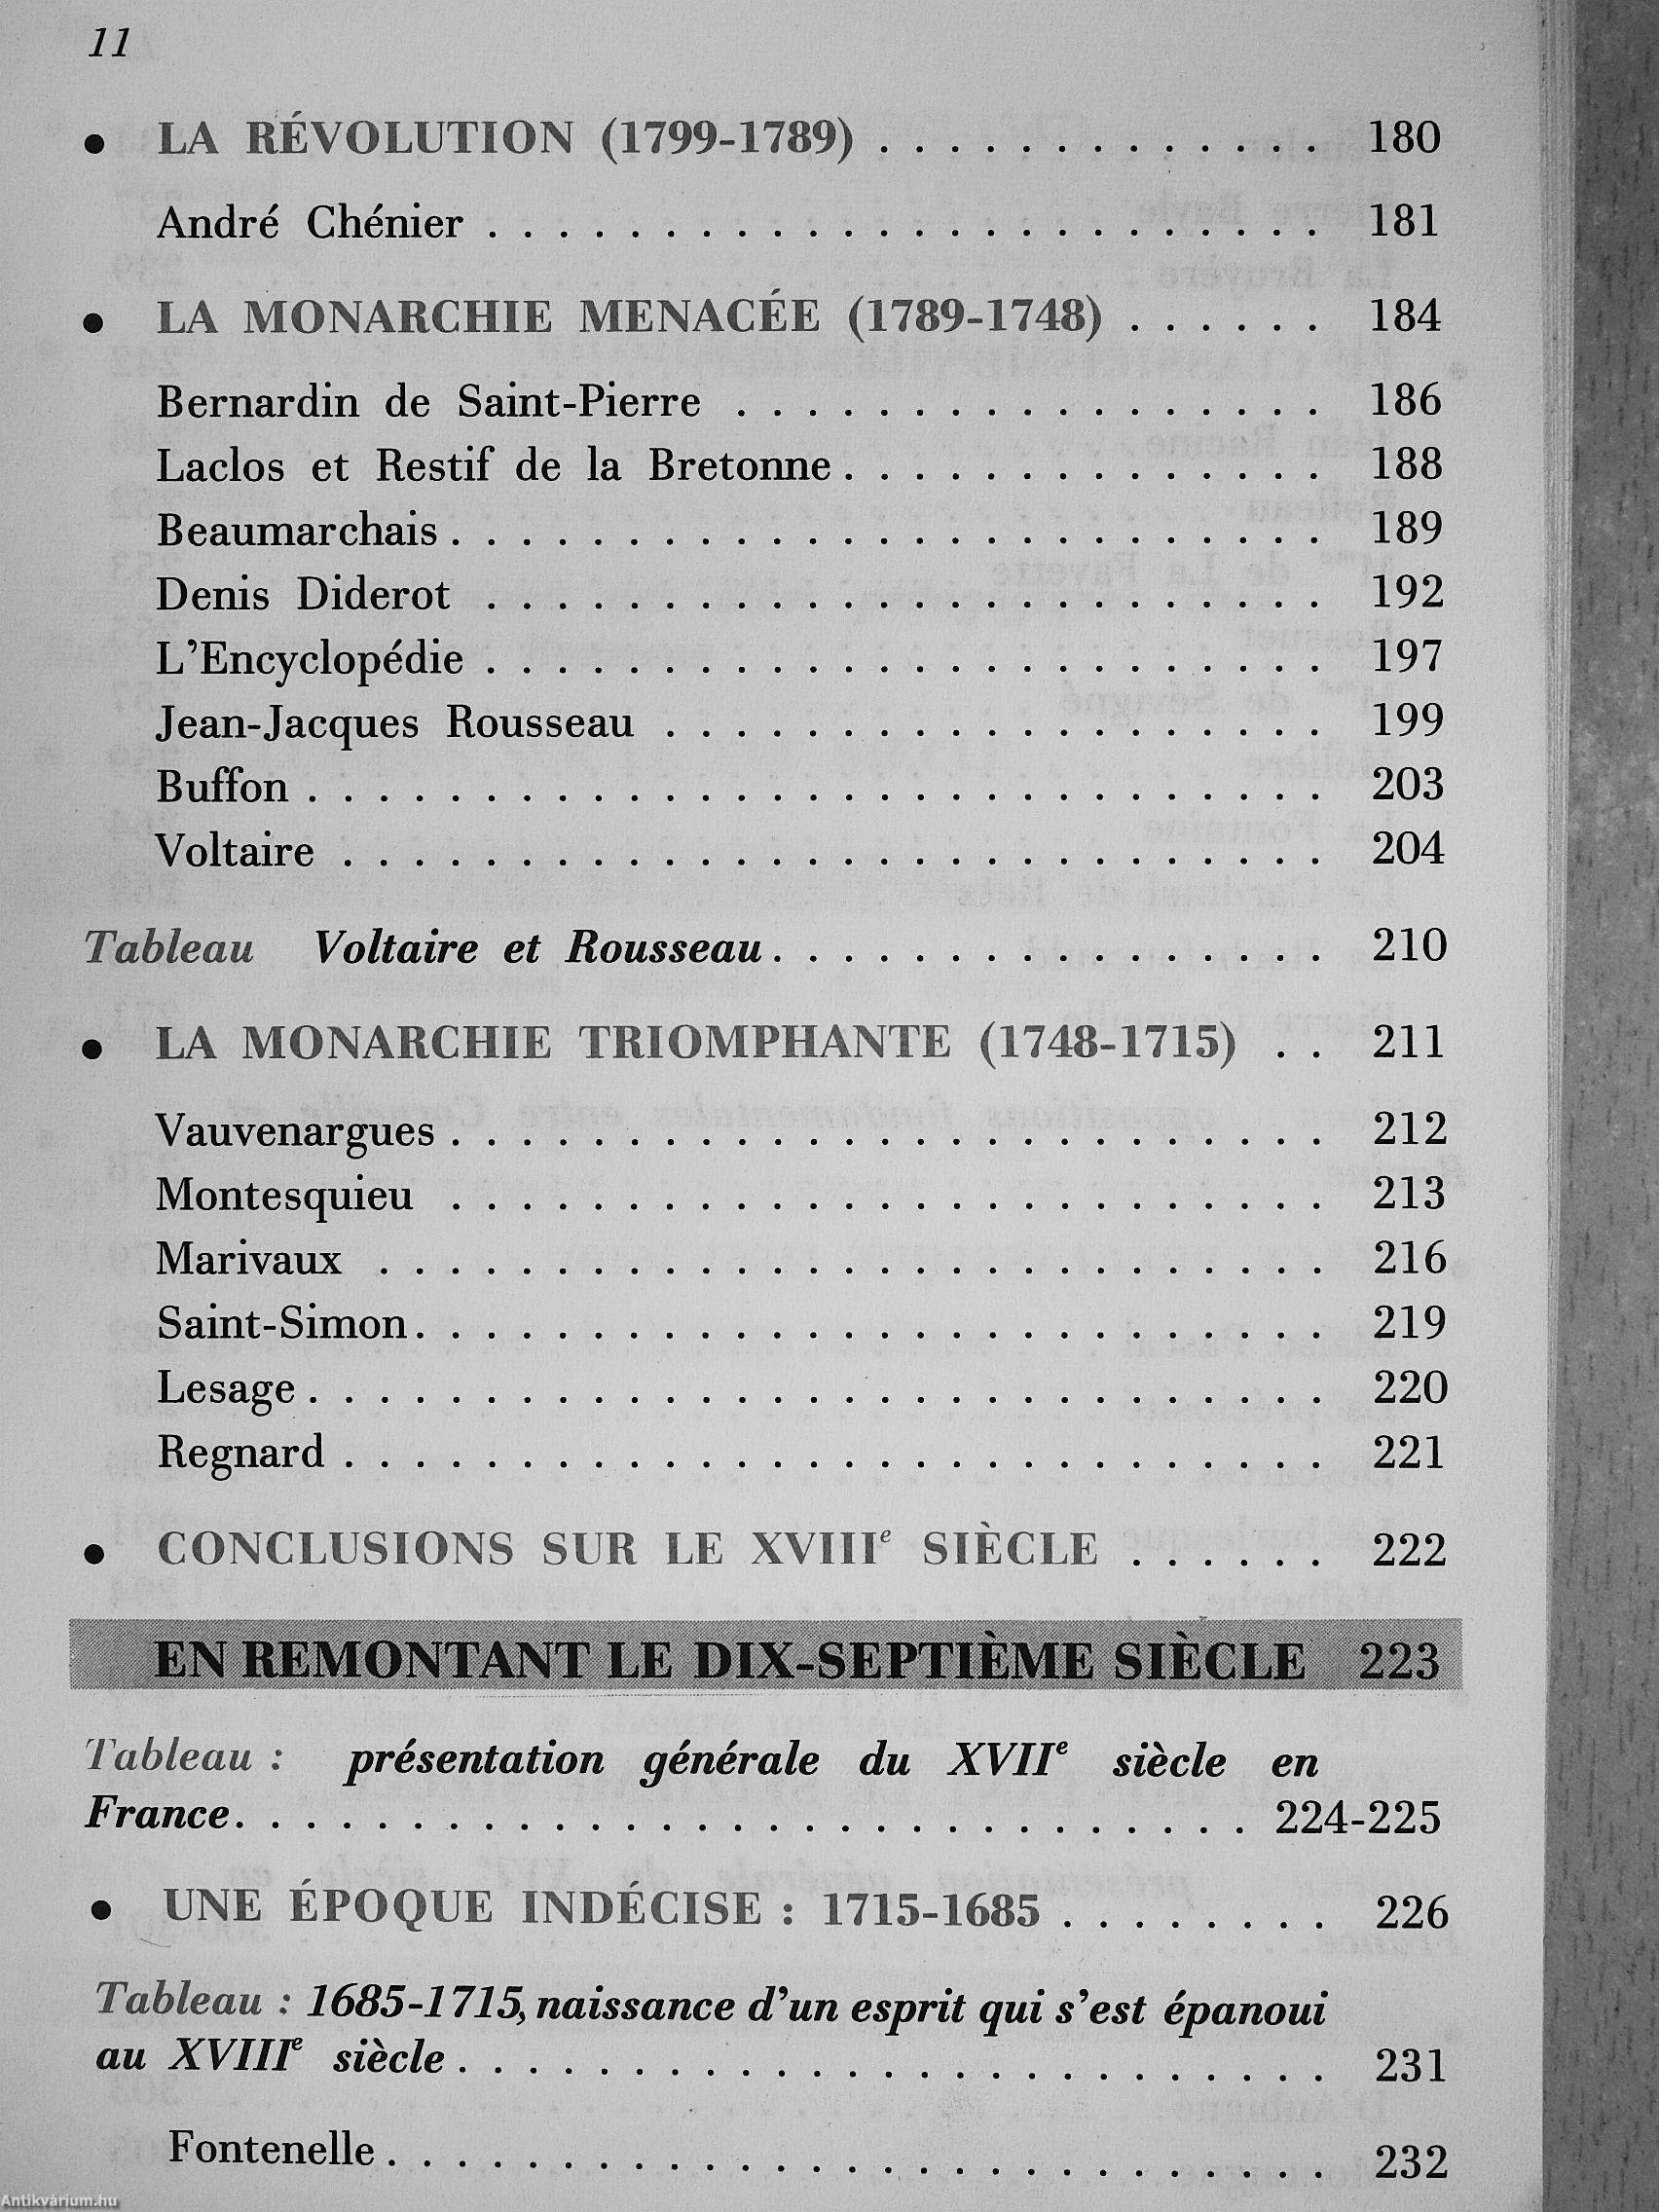 11
• LA RÉVOLUTION (1799-1789) . . . . . . . . . . . . . 180
André Chénier . . . . . . . . . . . . . . . . . . . . . . . . 181
• LA MONARCHIE MENACÉE (1789-1748) . . . . . . 184
Bernardin de Saint-Pierre . . . . . . . . . . . . . . . . . 186
Laclos et Restif de la Bretonne . . . . . . . . . . . . . . 188
Beaumarchais . . . . . . . . . . . . . . . . . . . . . . . . . 189
Denis Diderot . . . . . . . . . . . . . . . . . . . . . . . . 192
L'Encyclopédie . . . . . . . . . . . . . . . . . . . . . . . . 197
Jean-Jacques Rousseau . . . . . . . . . . . . . . . . . . . 199
Buffon . . . . . . . . . . . . . . . . . . . . . . . . . . . . . 203
Voltaire . . . . . . . . . . . . . . . . . . . . . . . . . . . . 204
Tableau Voltaire et Rousseau . . . . . . . . . . . . . . . . 210
• LA MONARCHIE TRIOMPHANTE (1748-1715) . . 211
Vauvenargues . . . . . . . . . . . . . . . . . . . . . . . . . 212
Montesquieu . . . . . . . . . . . . . . . . . . . . . . . . . 213
Marivaux . . . . . . . . . . . . . . . . . . . . . . . . . . . 216
Saint-Simon . . . . . . . . . . . . . . . . . . . . . . . . . . 219
Lesage . . . . . . . . . . . . . . . . . . . . . . . . . . . . . 220
Regnard . . . . . . . . . . . . . . . . . . . . . . . . . . . . 221
• CONCLUSIONS SUR LE XVIIIe SIÈCLE . . . . . . 222
EN REMONTANT LE DIX-SEPTIÈME SIÈCLE 223
Tableau : présentation générale du XVIIe siècle en
France . . . . . . . . . . . . . . . . . . . . . . . . . . . . . 224-225
• UNE ÉPOQUE INDÉCISE : 1715-1685 . . . . . . . . 226
Tableau : 1685-1715, naissance d'un esprit qui s'est épanoui
au XVIIIe siècle . . . . . . . . . . . . . . . . . . . . . . . . . 231
Fontenelle . . . . . . . . . . . . . . . . . . . . . . . . . . . 232
Antikvárium.hu